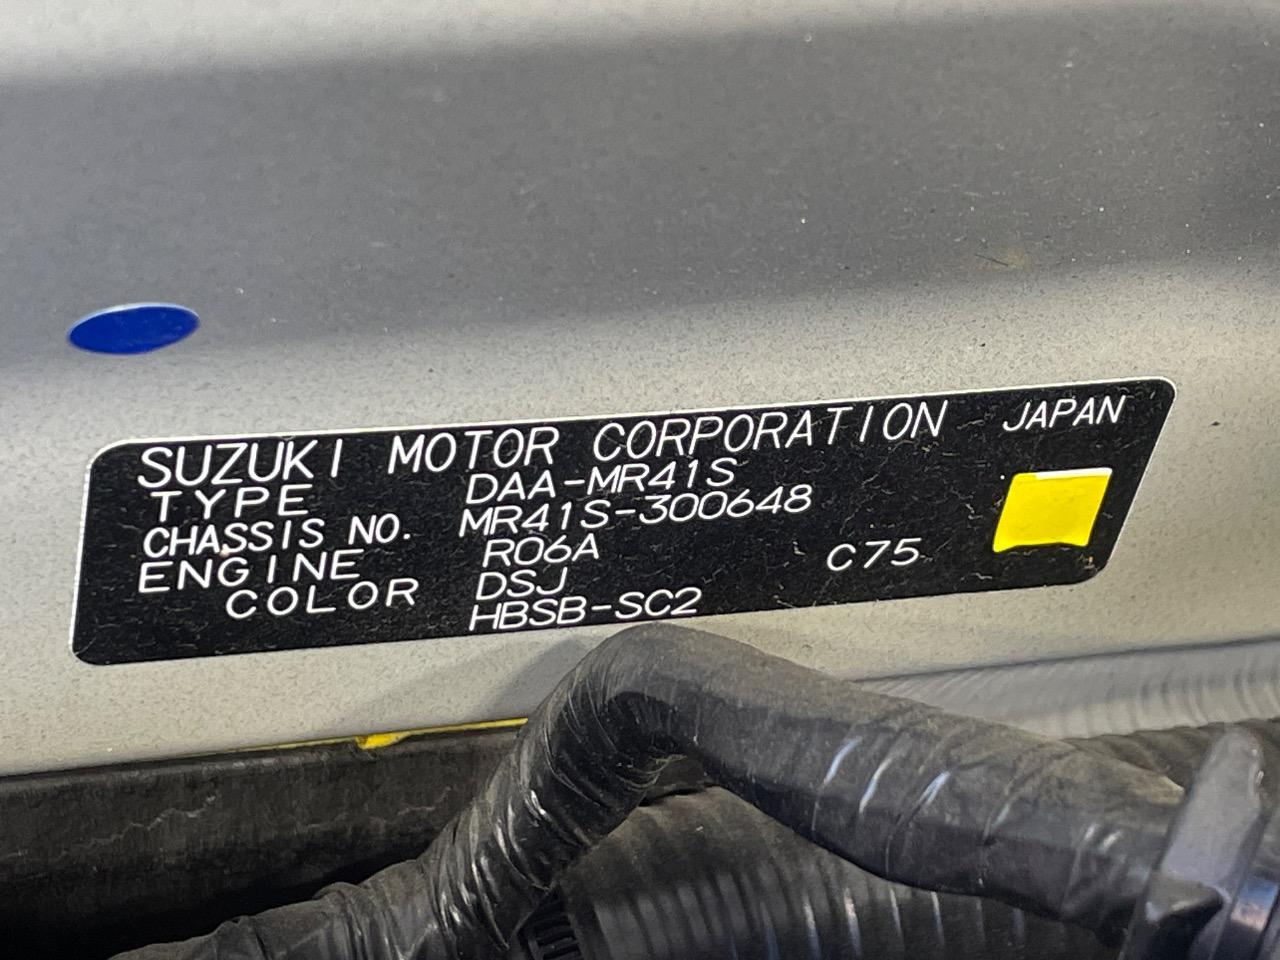 SUZUKI MOTOR CORPORATION JAPAN
TYPE DAA-MR41S
CHASSIS NO. MR41S-300648
ENGINE R06A
COLOR DSJ C75
HBSB-SC2